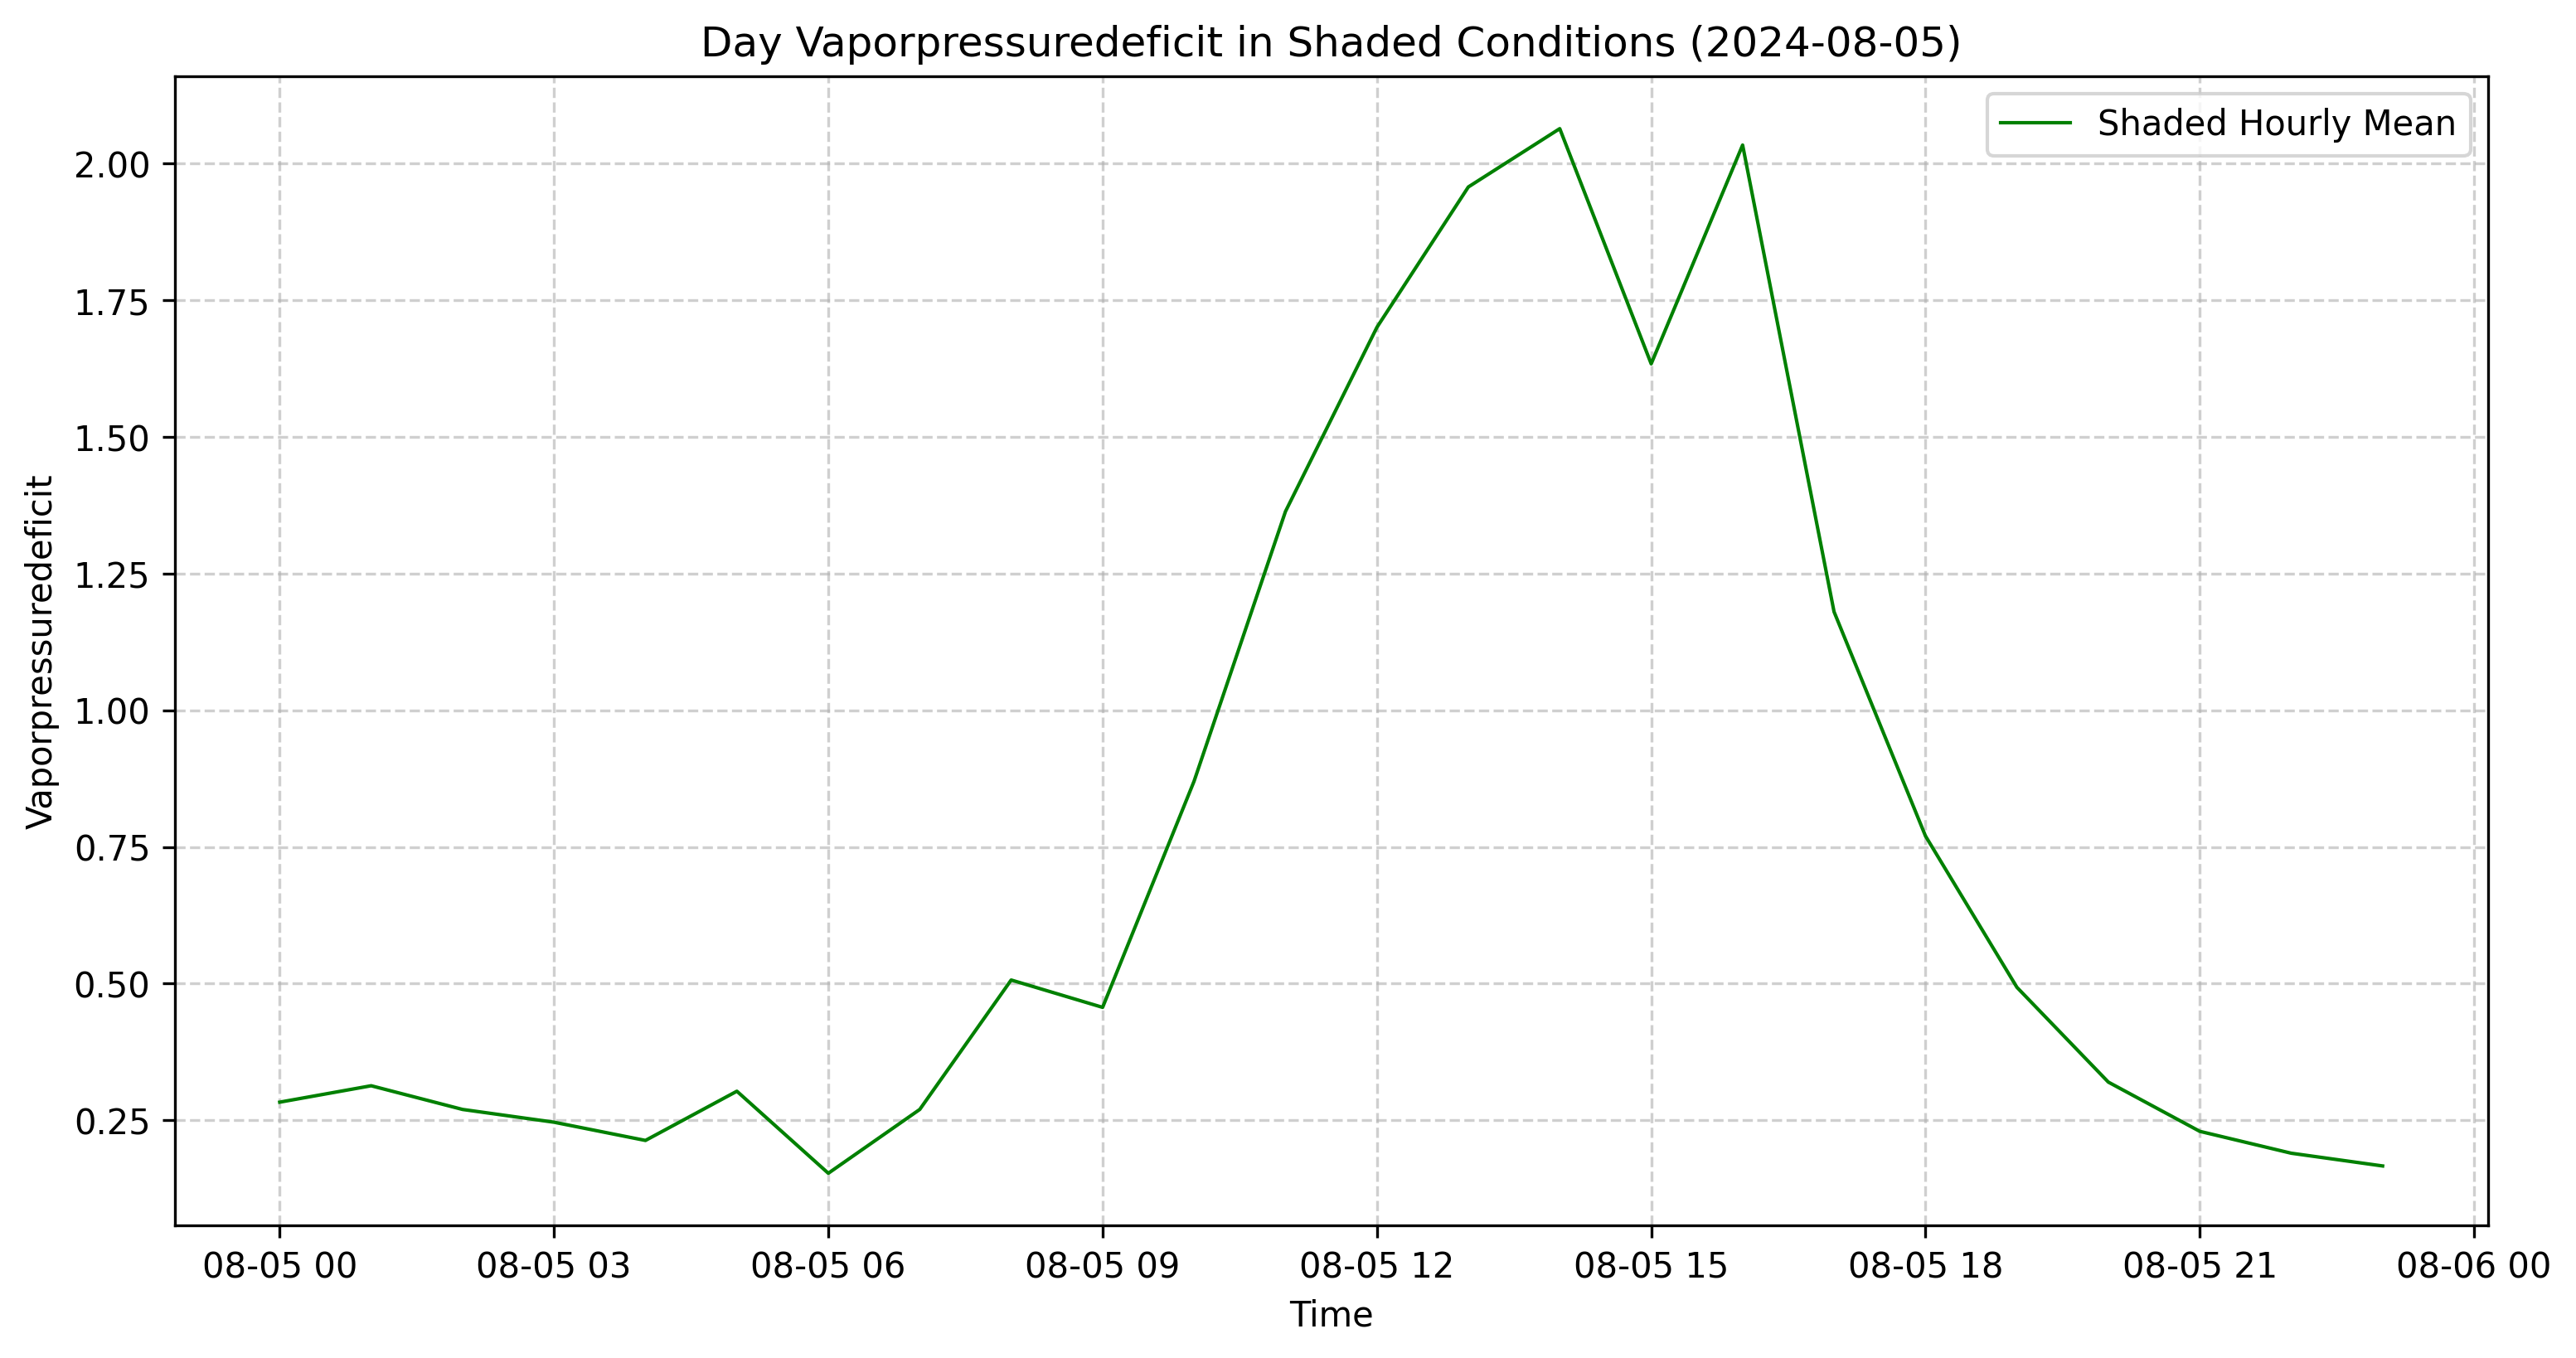 Day Vaporpressuredeficit in Shaded Conditions (2024-08-05)
Shaded Hourly Mean
2.00
1.75
1.50
1.25
1.00
0.75
0.50
0.25
Vaporpressuredeficit
08-05 00 08-05 03 08-05 06 08-05 09 08-05 12 08-05 15 08-05 18 08-05 21 08-06 00
Time